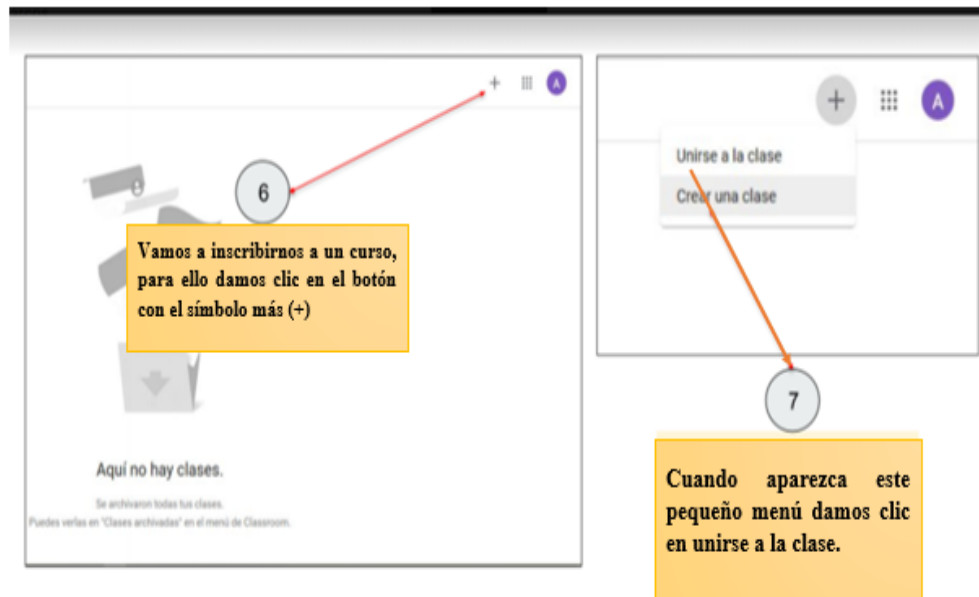 +
A
6
Vamos a inscribirnos a un curso,
para ello damos clic en el botón
con el símbolo más (+)
Aquí no hay clases.
Se archivaron todas tus clases.
Puedes verlas en "Clases archivadas" en el menú de Classroom.
+
A
Unirse a la clase
Crear una clase
7
Cuando aparezca este
pequeño menú damos clic
en unirse a la clase.